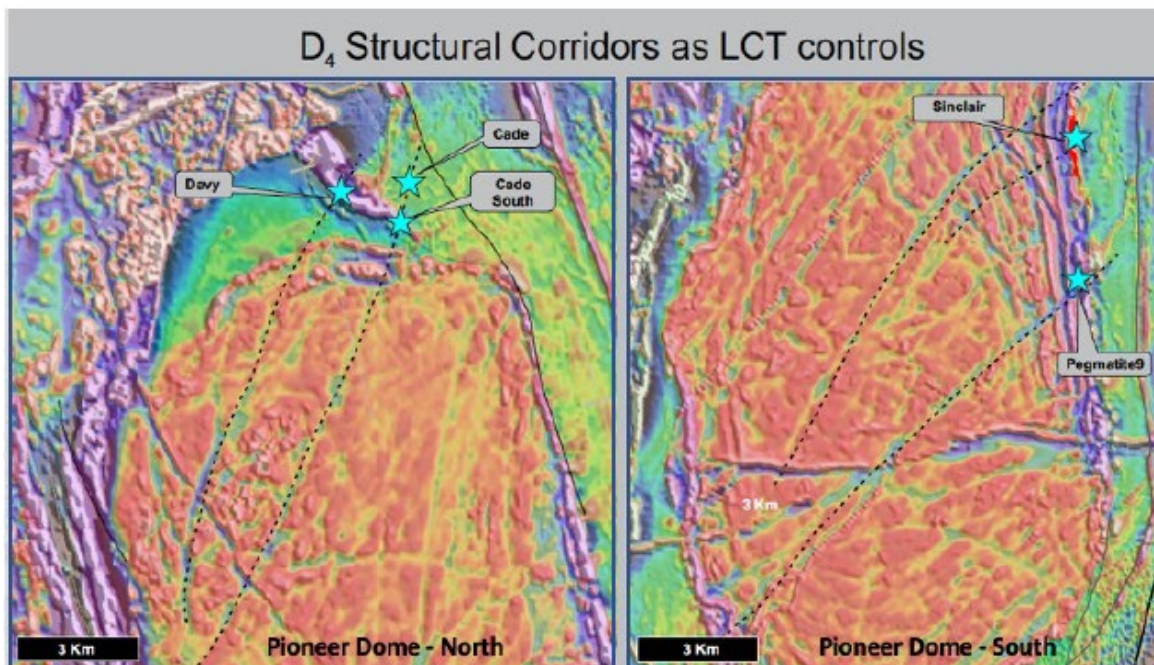 D₄ Structural Corridors as LCT controls
Cade
Davy
Cade
South
3 Km
Pioneer Dome - North
Sinclair
Pegmatite9
3 Km
3 Km
Pioneer Dome - South